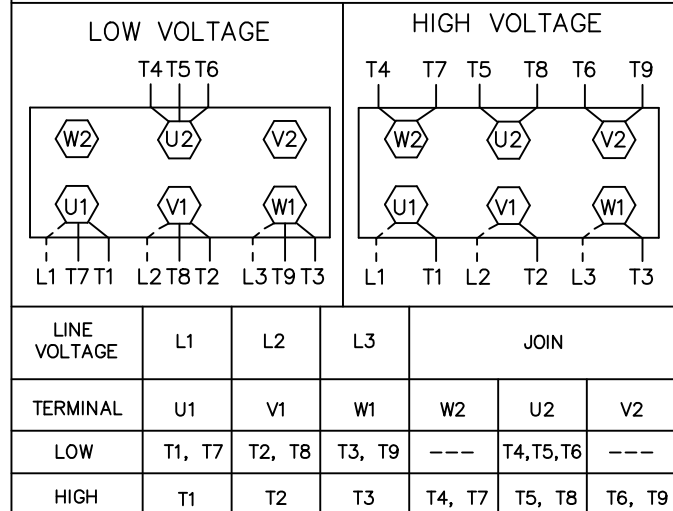 LOW VOLTAGE
T4 T5 T6
W2 U2 V2
U1 V1 W1
L1 T7 T1 L2 T8 T2 L3 T9 T3
HIGH VOLTAGE
T4 T7 T5 T8 T6 T9
W2 U2 V2
U1 V1 W1
L1 T1 L2 T2 L3 T3
LINE
VOLTAGE L1 L2 L3 JOIN
TERMINAL U1 V1 W1 W2 U2 V2
LOW T1, T7 T2, T8 T3, T9 --- T4,T5,T6 ---
HIGH T1 T2 T3 T4, T7 T5, T8 T6, T9